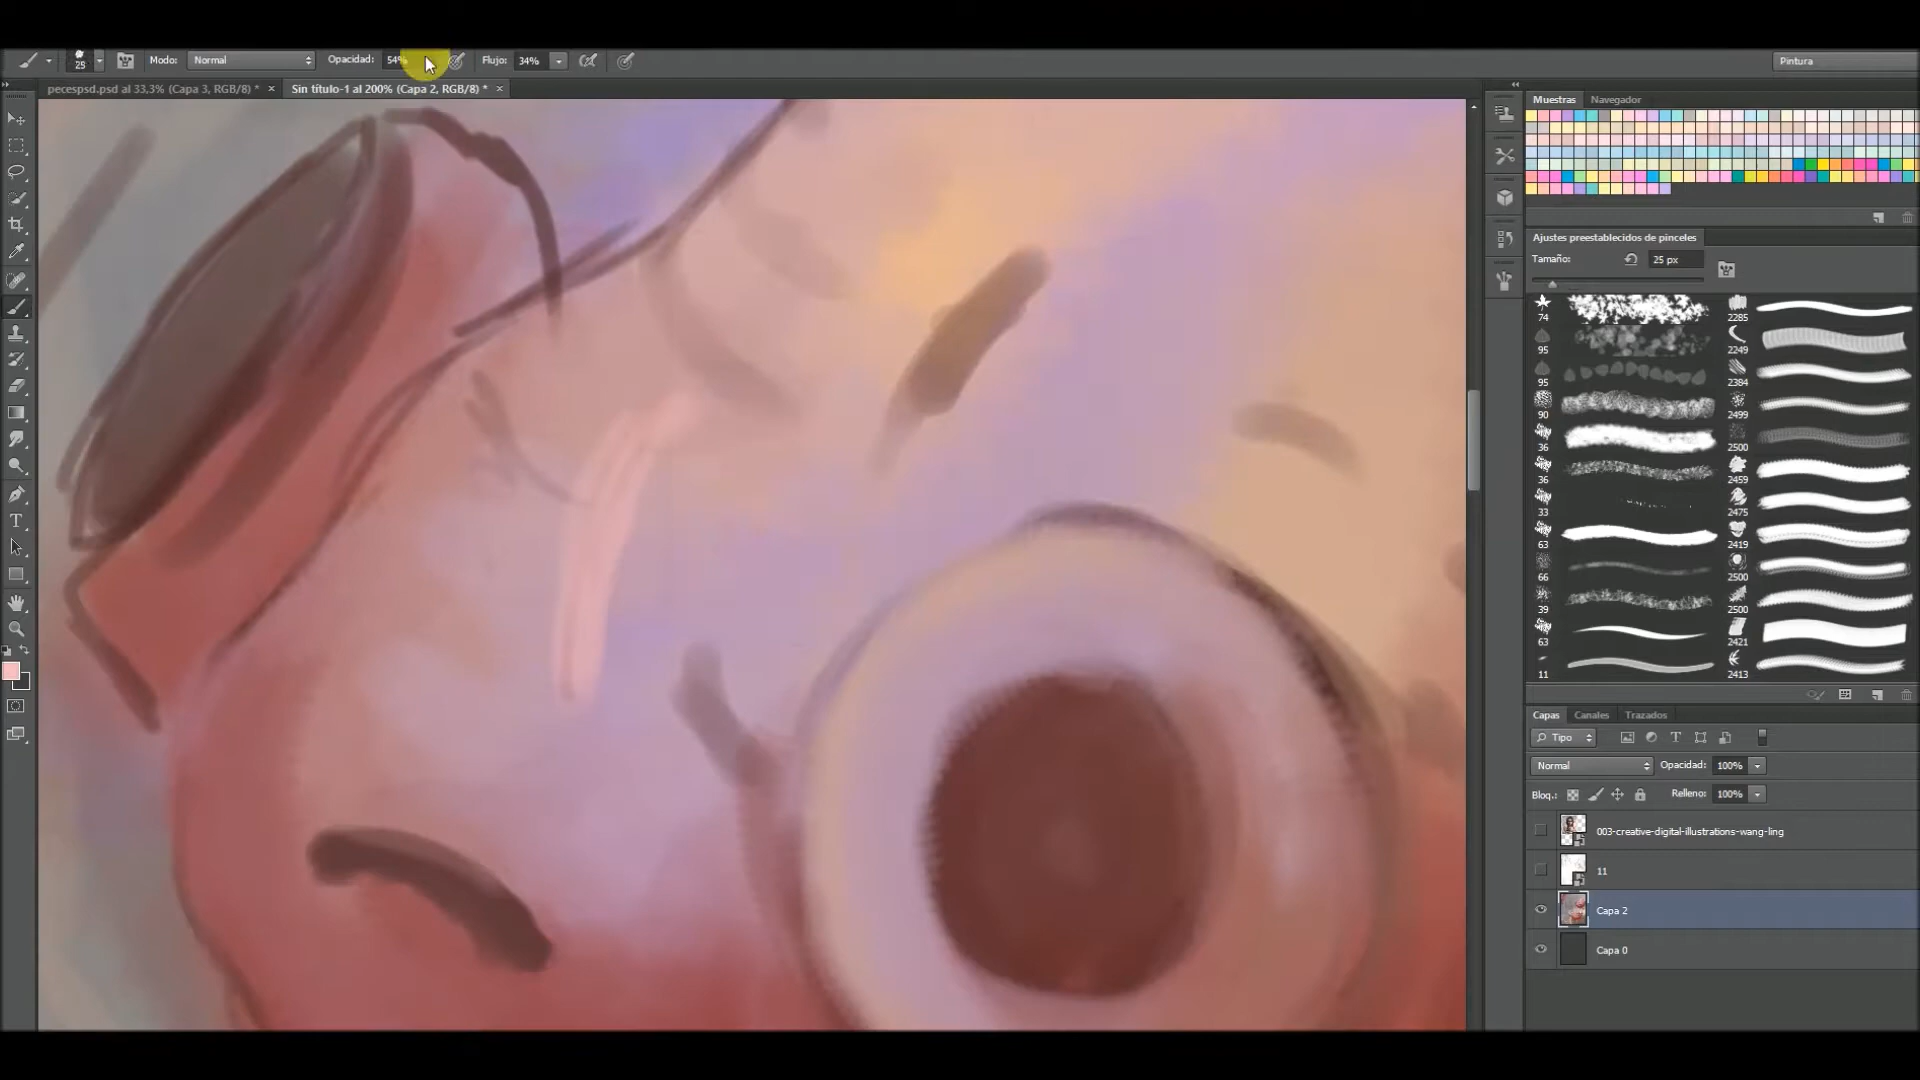 25 Modo: Normal Opacidad: 54% Flujo: 34% Pintura
pecespsd.psd al 33,3% (Capa 3, RGB/8) * × Sin título-1 al 200% (Capa 2, RGB/8) * ×
Muestras Navegador
Ajustes preestablecidos de pinceles
Tamaño: 25 px
74 2285
95 2249
95 2384
90 2499
36 2500
36 2459
33 2475
63 2419
66 2500
39 2500
63 2421
11 2413
Capas Canales Trazados
Tipo
Normal Opacidad: 100%
Bloq.: Relleno: 100%
003-creative-digital-illustrations-wang-ling
11
Capa 2
Capa 0